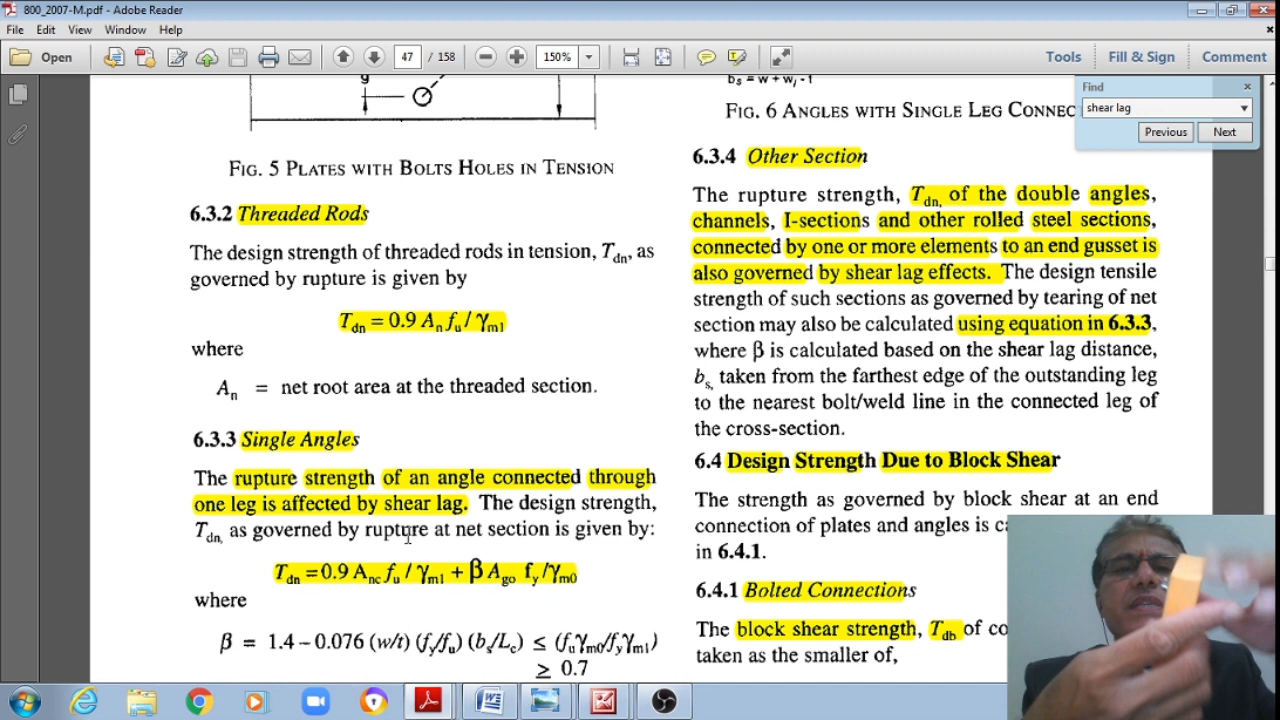 800_2007-M.pdf - Adobe Reader
File Edit View Window Help
Open
47 / 158
150%
Tools
Fill & Sign
Comment
Find
shear lag
Previous
Next
g
FIG. 5 PLATES WITH BOLTS HOLES IN TENSION
6.3.2 Threaded Rods
The design strength of threaded rods in tension, Tdn, as
governed by rupture is given by
Tdn = 0.9 An fu / γm1
where
An = net root area at the threaded section.
6.3.3 Single Angles
The rupture strength of an angle connected through
one leg is affected by shear lag. The design strength,
Tdn, as governed by rupture at net section is given by:
Tdn = 0.9 Anc fu / γm1 + β Ago fy /γm0
where
β = 1.4 – 0.076 (w/t) (fy/fu) (bs/Lc) ≤ (fuγm0/fyγm1)
≥ 0.7
bs = w + wi - 1
FIG. 6 ANGLES WITH SINGLE LEG CONNEC
6.3.4 Other Section
The rupture strength, Tdn, of the double angles,
channels, I-sections and other rolled steel sections,
connected by one or more elements to an end gusset is
also governed by shear lag effects. The design tensile
strength of such sections as governed by tearing of net
section may also be calculated using equation in 6.3.3,
where β is calculated based on the shear lag distance,
bs, taken from the farthest edge of the outstanding leg
to the nearest bolt/weld line in the connected leg of
the cross-section.
6.4 Design Strength Due to Block Shear
The strength as governed by block shear at an end
connection of plates and angles is ca
in 6.4.1.
6.4.1 Bolted Connections
The block shear strength, Tdb of co
taken as the smaller of,